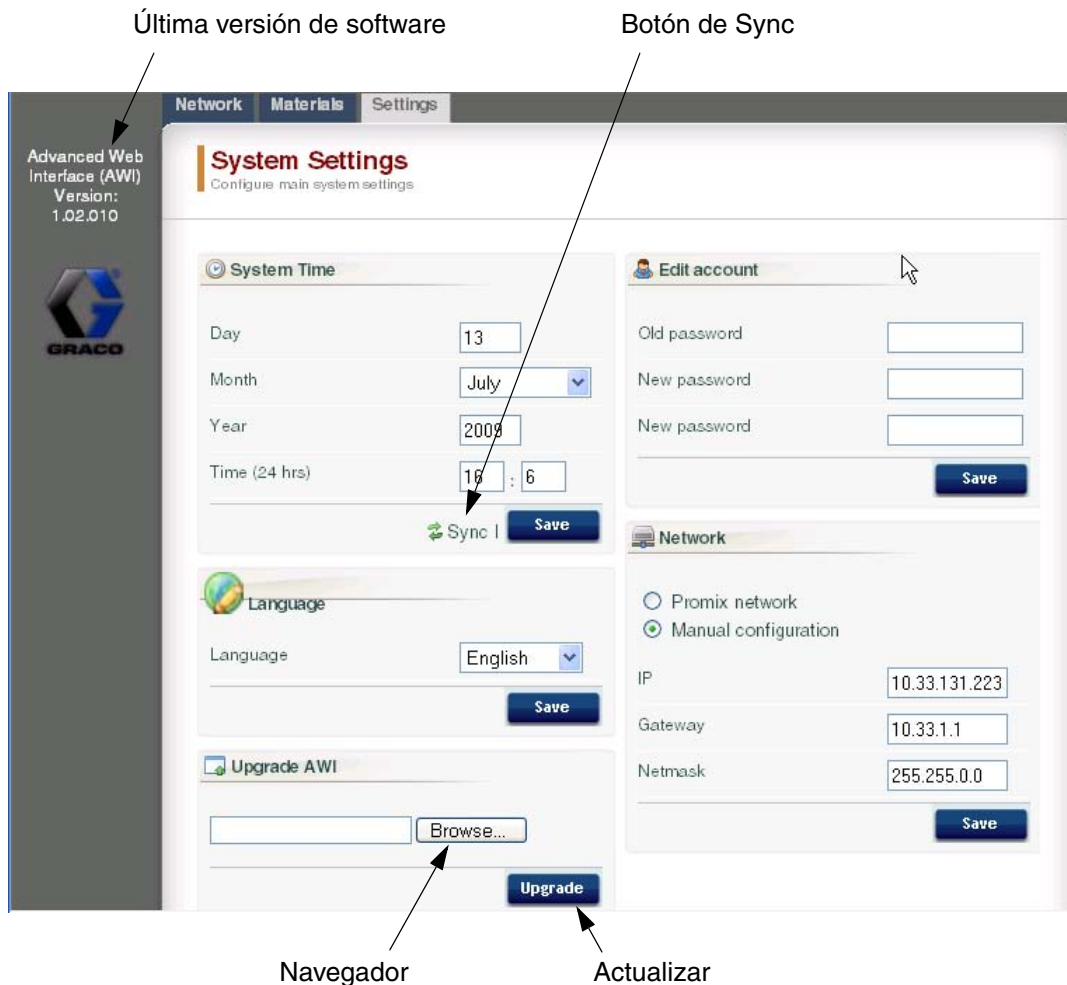 Última versión de software
Botón de Sync
Network Materials Settings
Advanced Web
Interface (AWI)
Version:
1.02.010
GRACO
System Settings
Configure main system settings
System Time
Day 13
Month July
Year 2009
Time (24 hrs) 16 : 6
Sync | Save
Language
Language English
Save
Upgrade AWI
Browse...
Upgrade
Edit account
Old password
New password
New password
Save
Network
Promix network
Manual configuration
IP 10.33.131.223
Gateway 10.33.1.1
Netmask 255.255.0.0
Save
Navegador
Actualizar